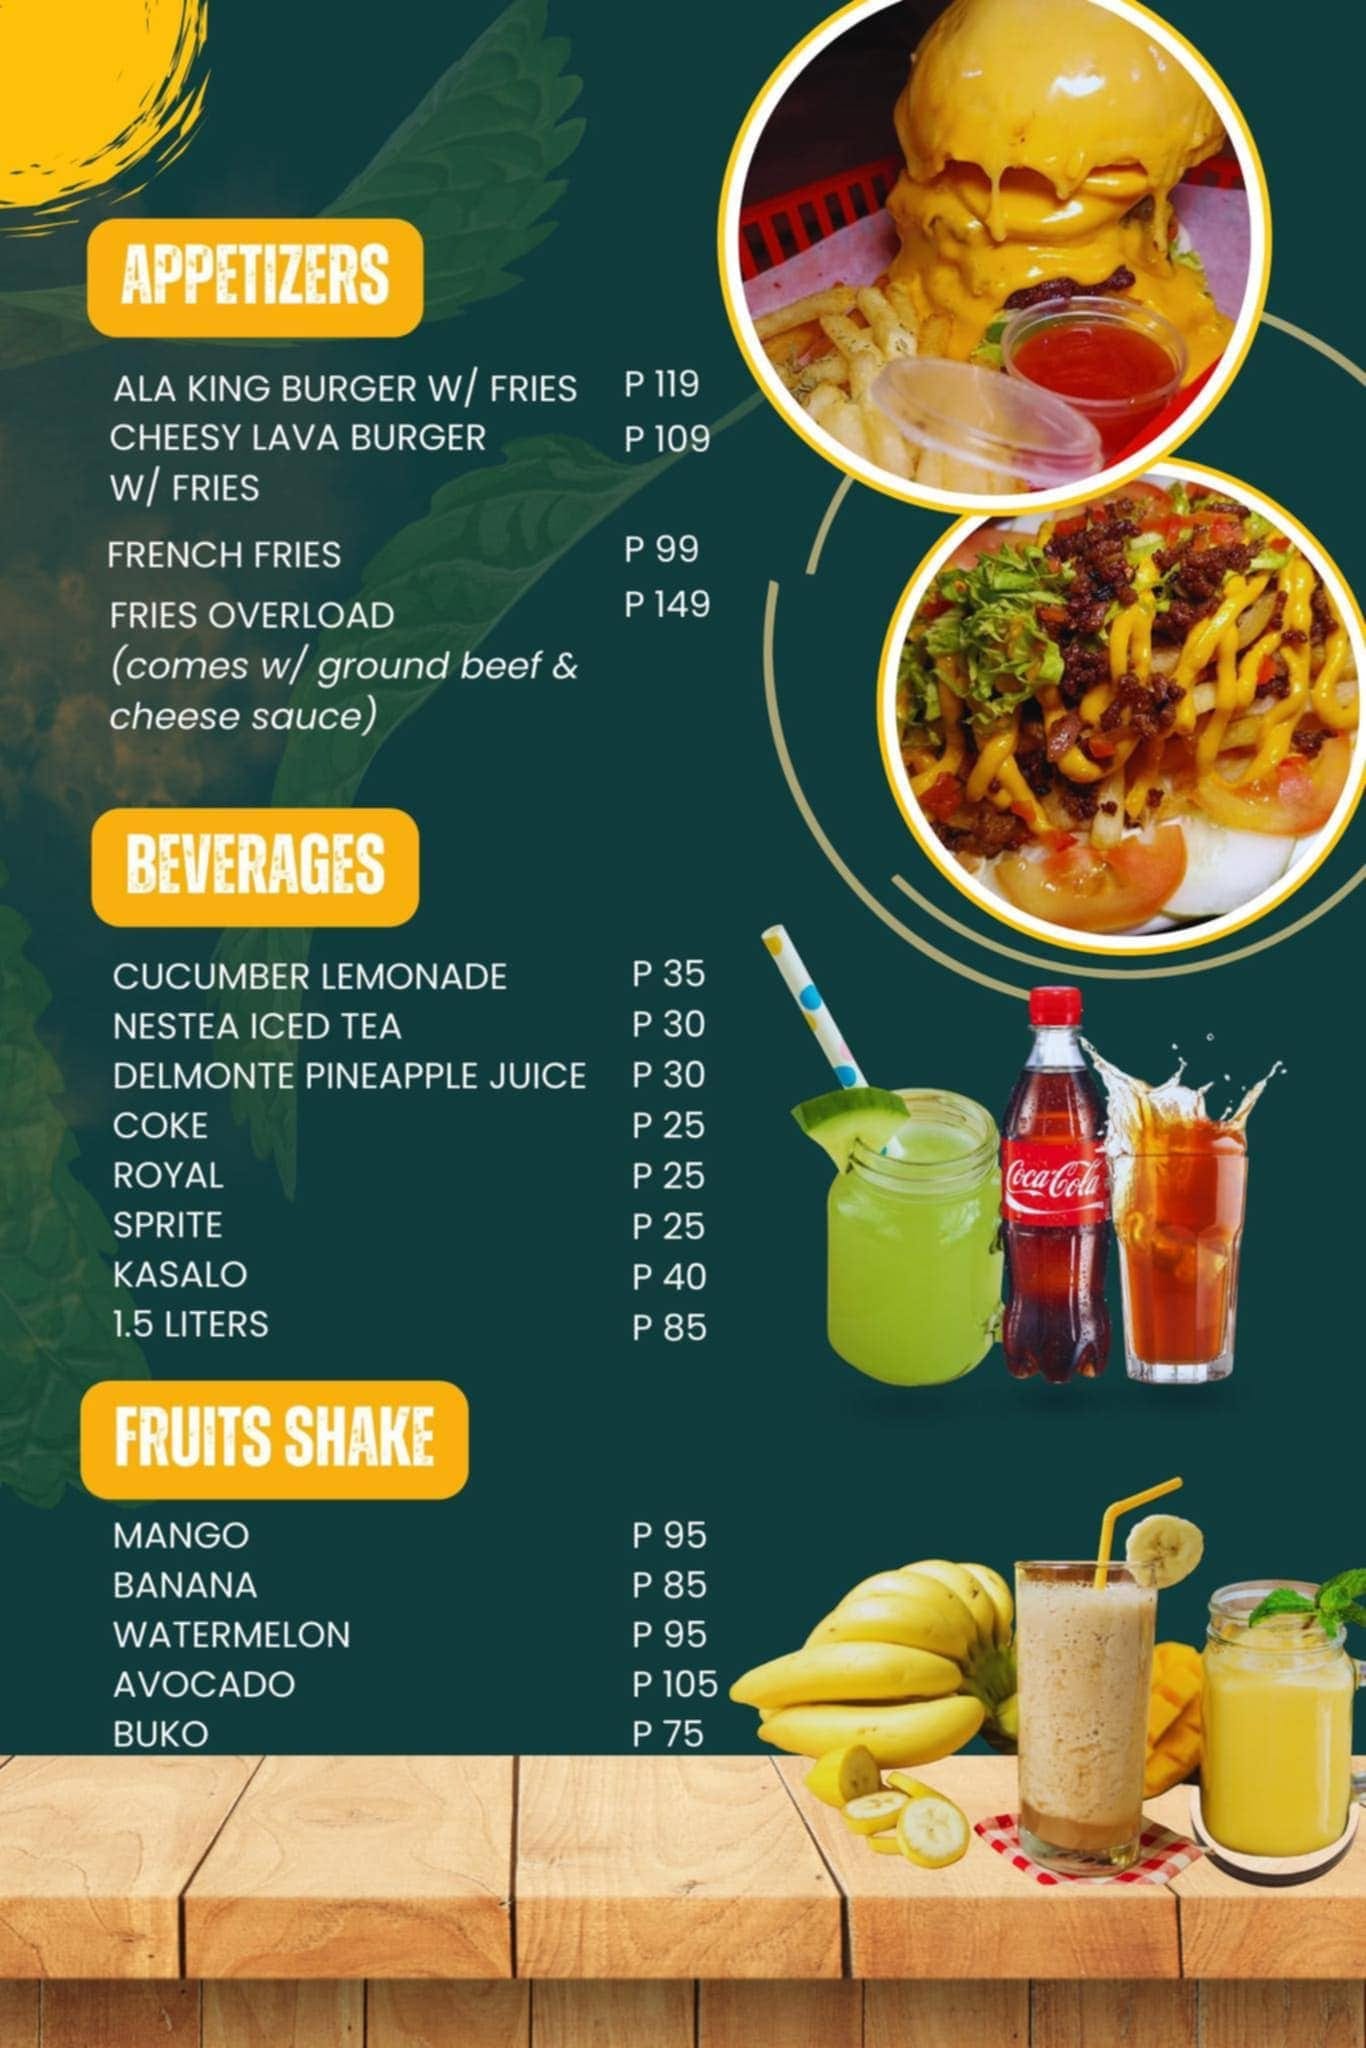 APPETIZERS
ALA KING BURGER W/ FRIES P 119
CHEESY LAVA BURGER P 109
W/ FRIES
FRENCH FRIES P 99
FRIES OVERLOAD P 149
(comes w/ ground beef &
cheese sauce)
BEVERAGES
CUCUMBER LEMONADE P 35
NESTEA ICED TEA P 30
DELMONTE PINEAPPLE JUICE P 30
COKE P 25
ROYAL P 25
SPRITE P 25
KASALO P 40
1.5 LITERS P 85
Coca-Cola
FRUITS SHAKE
MANGO P 95
BANANA P 85
WATERMELON P 95
AVOCADO P 105
BUKO P 75